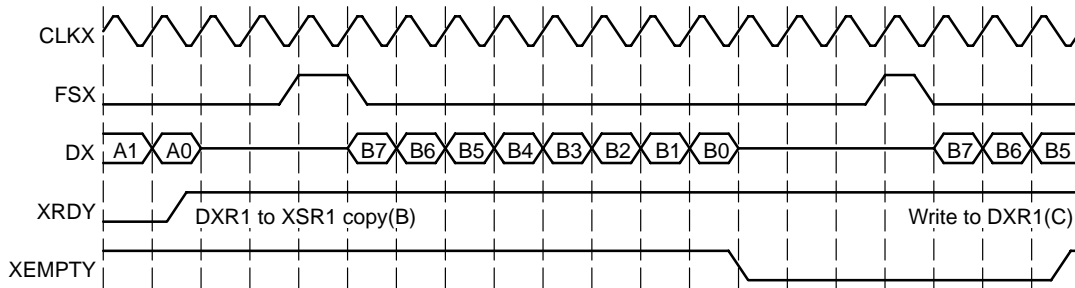 CLKX
FSX
DX A1 A0 B7 B6 B5 B4 B3 B2 B1 B0 B7 B6 B5
XRDY DXR1 to XSR1 copy(B) Write to DXR1(C)
XEMPTY